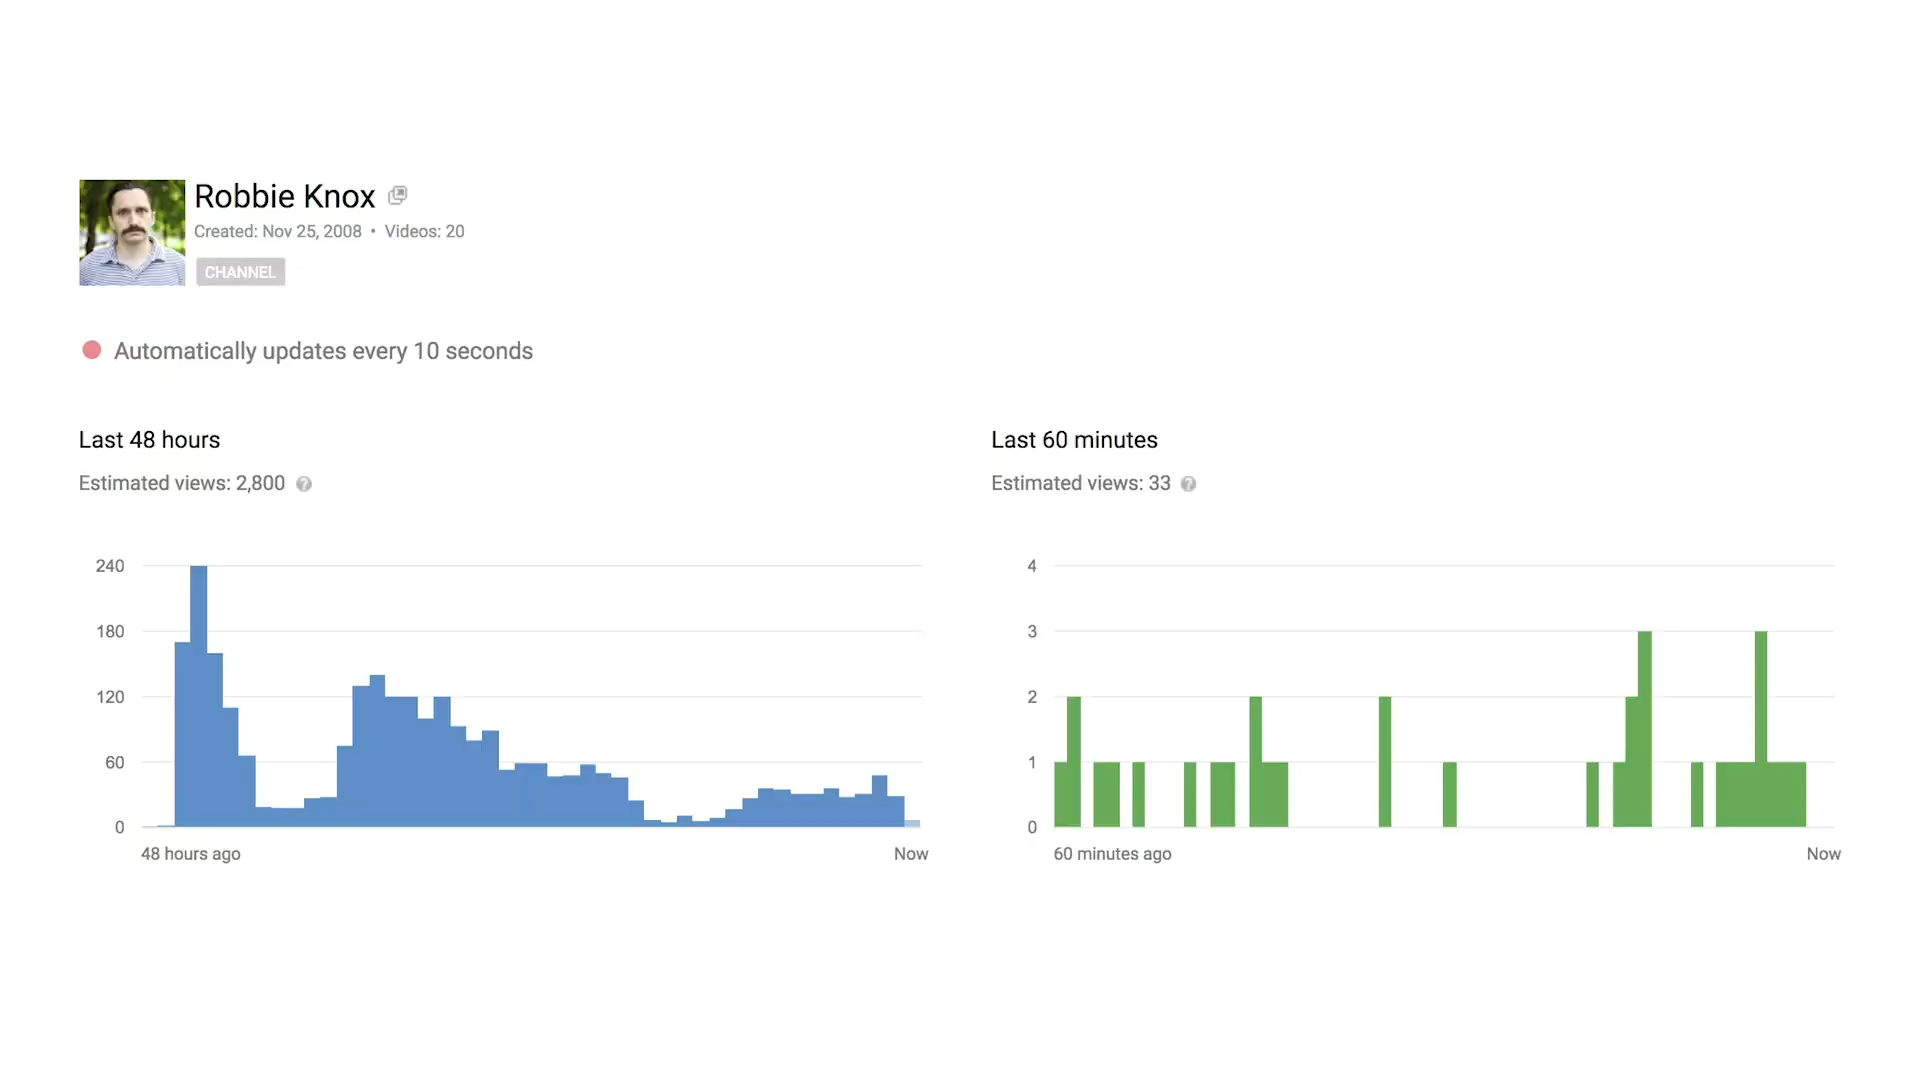 Robbie Knox
Created: Nov 25, 2008 • Videos: 20
CHANNEL
Automatically updates every 10 seconds
Last 48 hours
Estimated views: 2,800 ?
240
180
120
60
0
48 hours ago Now
Last 60 minutes
Estimated views: 33 ?
4
3
2
1
0
60 minutes ago Now